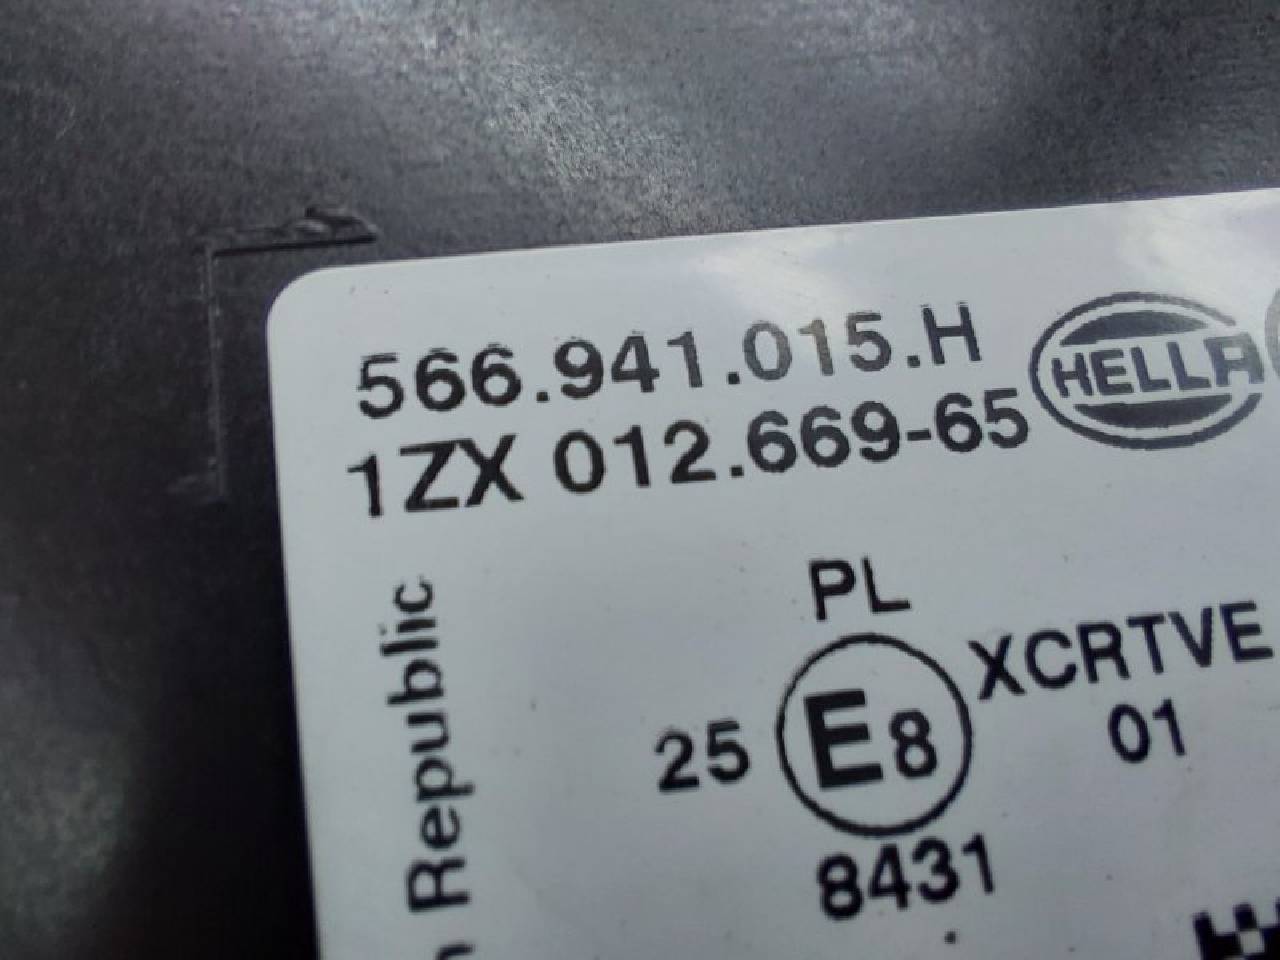 566.941.015.H
HELLA
1ZX 012.669-65
PL
XCRTVE
25 E8 01
8431
Republic